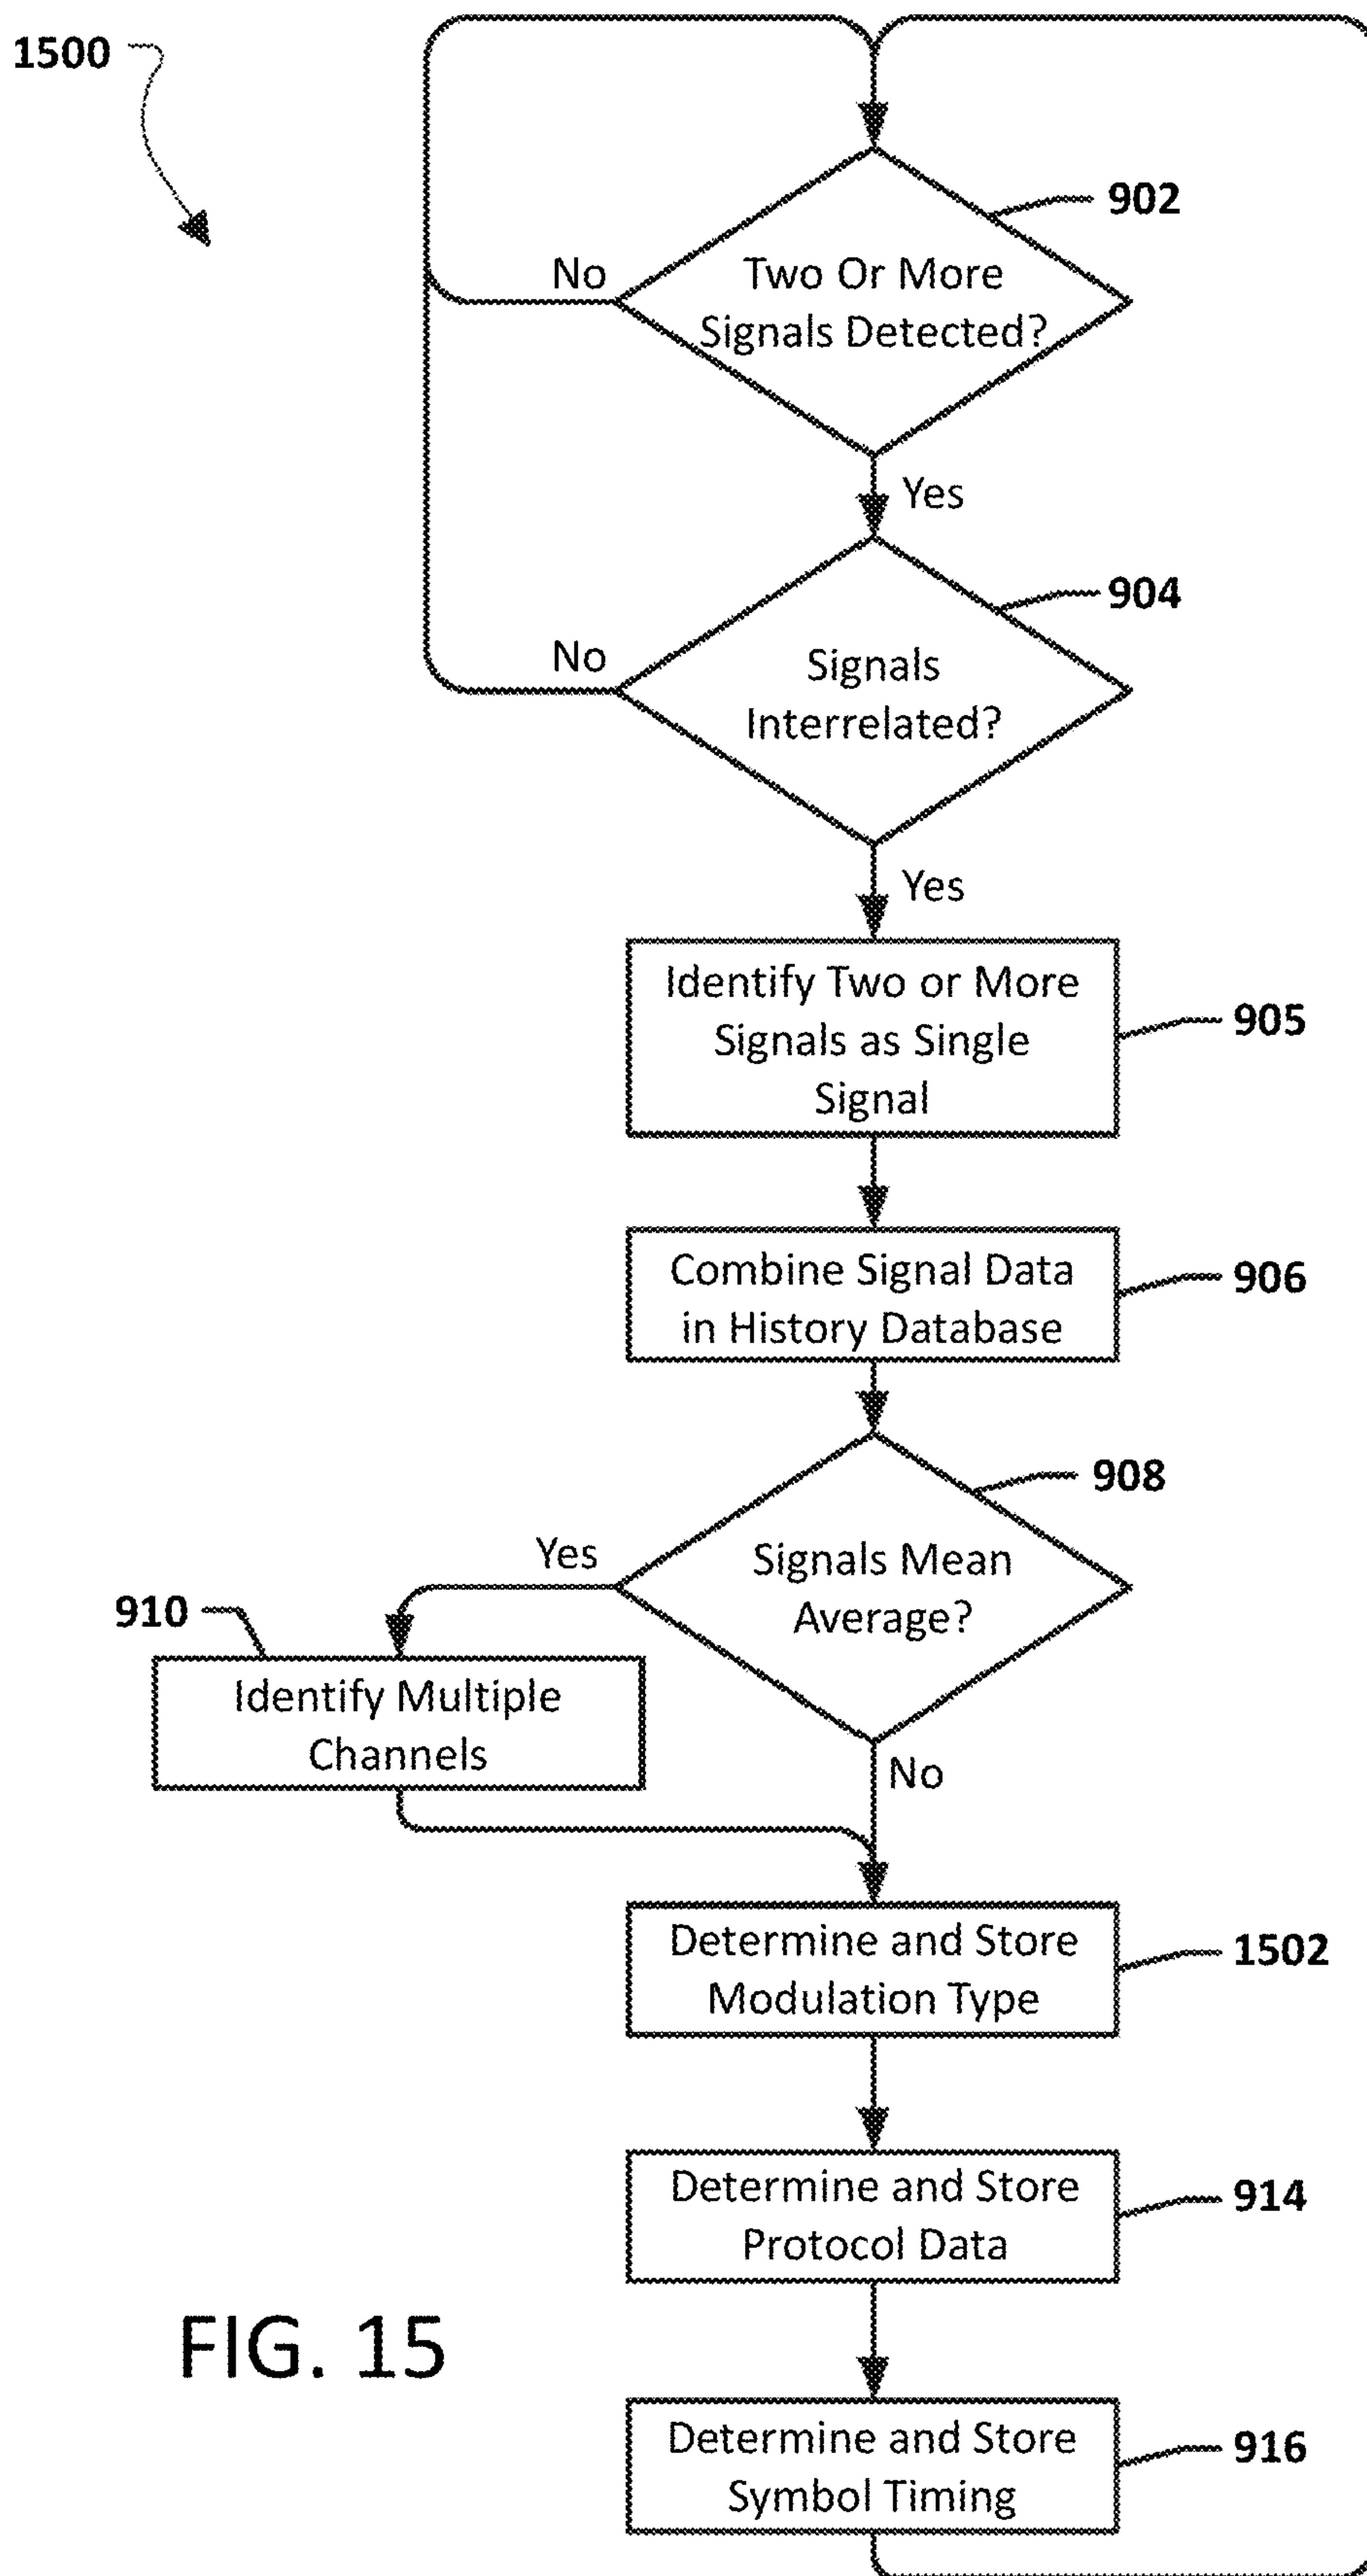 1500
902
No
Two Or More
Signals Detected?
Yes
904
No
Signals
Interrelated?
Yes
Identify Two or More
Signals as Single
Signal
905
Combine Signal Data
in History Database
906
908
Yes
Signals Mean
Average?
910
Identify Multiple
Channels
No
Determine and Store
Modulation Type
1502
Determine and Store
Protocol Data
914
FIG. 15
Determine and Store
Symbol Timing
916